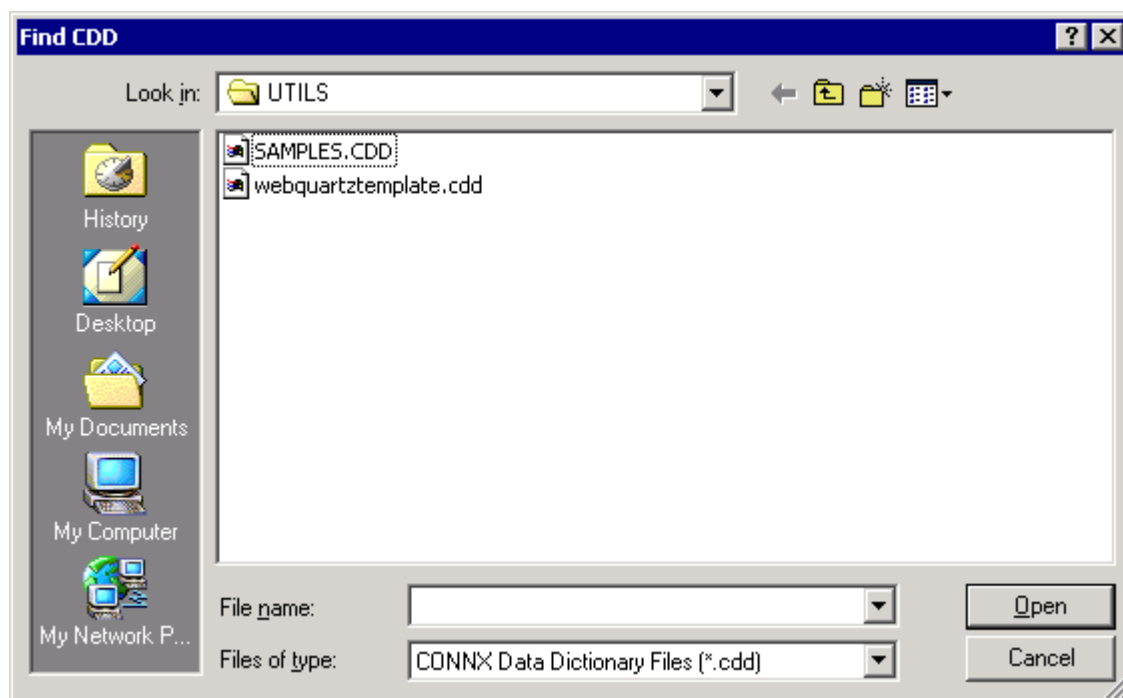 Find CDD
Look in: UTILS
SAMPLES.CDD
webquartztemplate.cdd
History
Desktop
My Documents
My Computer
My Network P...
File name:
Open
Files of type: CONNX Data Dictionary Files (*.cdd)
Cancel